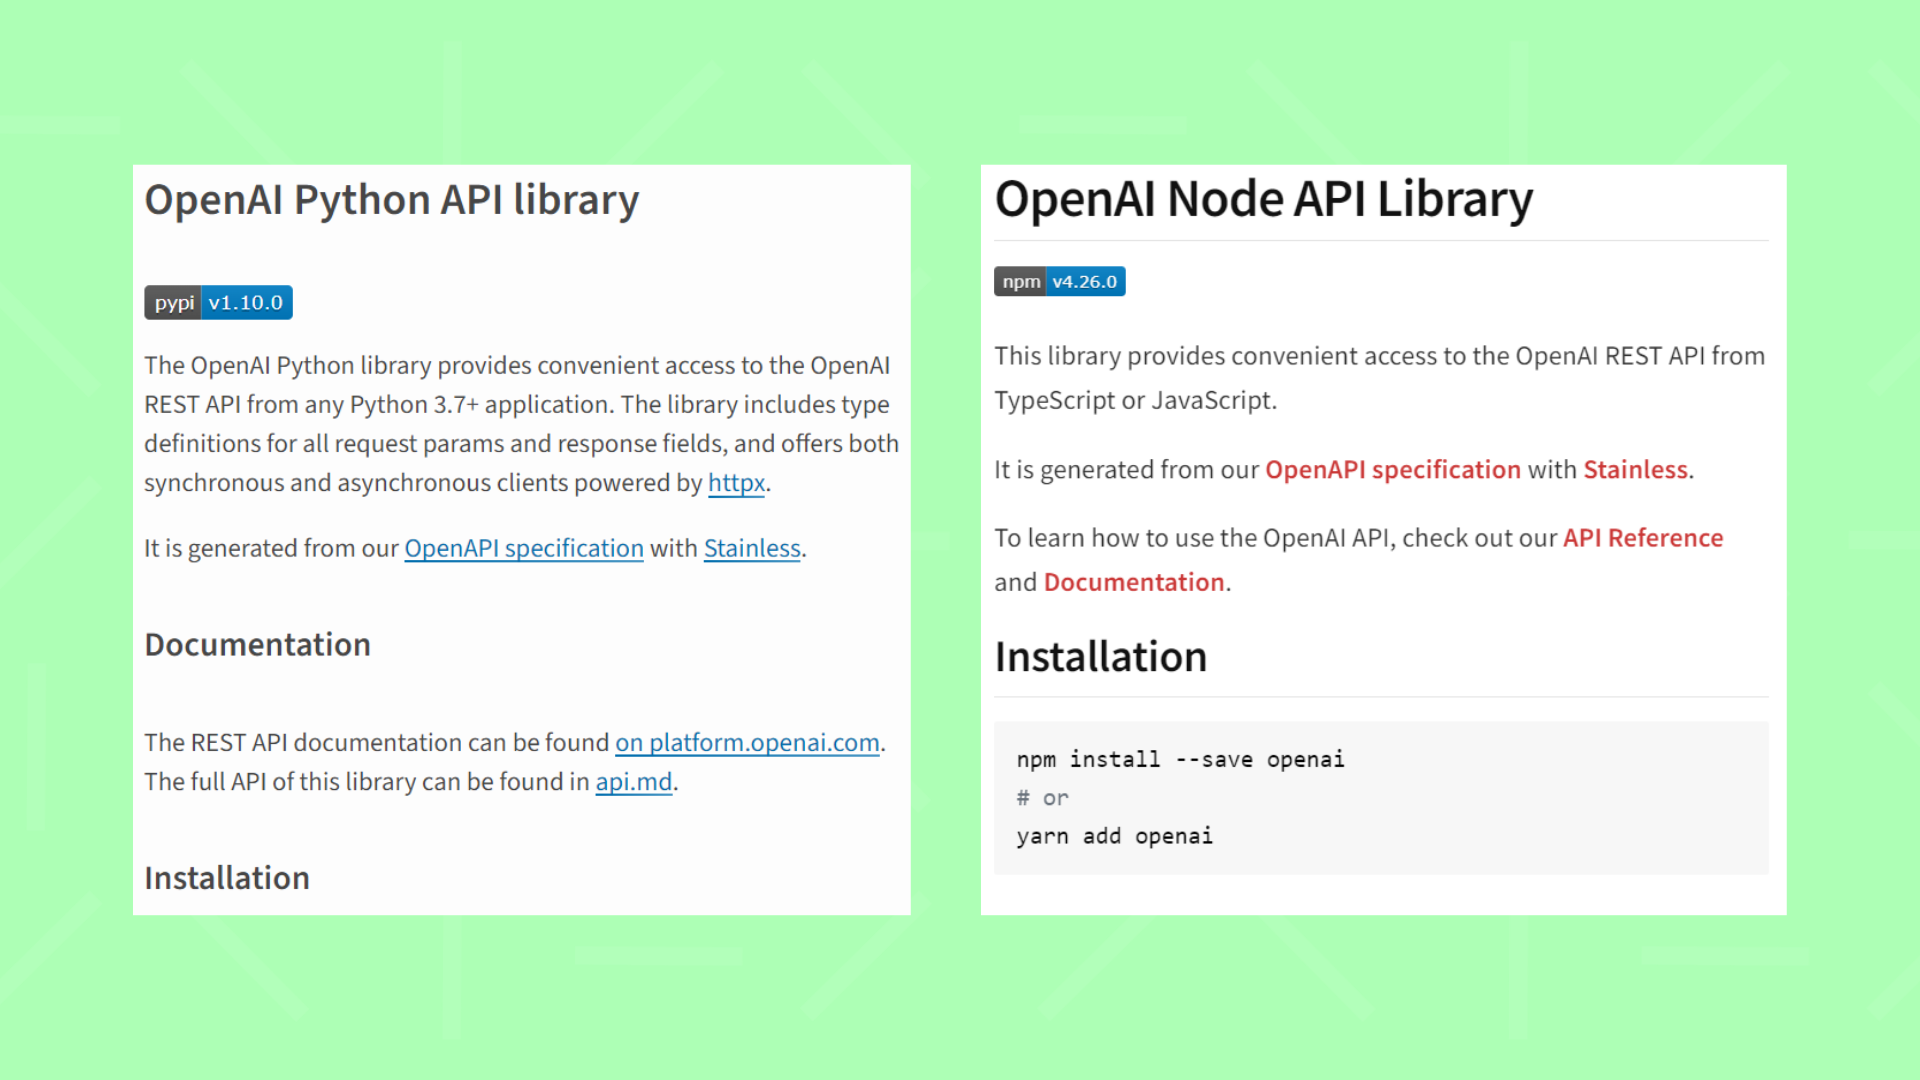 OpenAI Python API library
pypi v1.10.0
The OpenAI Python library provides convenient access to the OpenAI
REST API from any Python 3.7+ application. The library includes type
definitions for all request params and response fields, and offers both
synchronous and asynchronous clients powered by httpx.
It is generated from our OpenAPI specification with Stainless.
Documentation
The REST API documentation can be found on platform.openai.com.
The full API of this library can be found in api.md.
Installation
OpenAI Node API Library
npm v4.26.0
This library provides convenient access to the OpenAI REST API from
TypeScript or JavaScript.
It is generated from our OpenAPI specification with Stainless.
To learn how to use the OpenAI API, check out our API Reference
and Documentation.
Installation
npm install --save openai
# or
yarn add openai